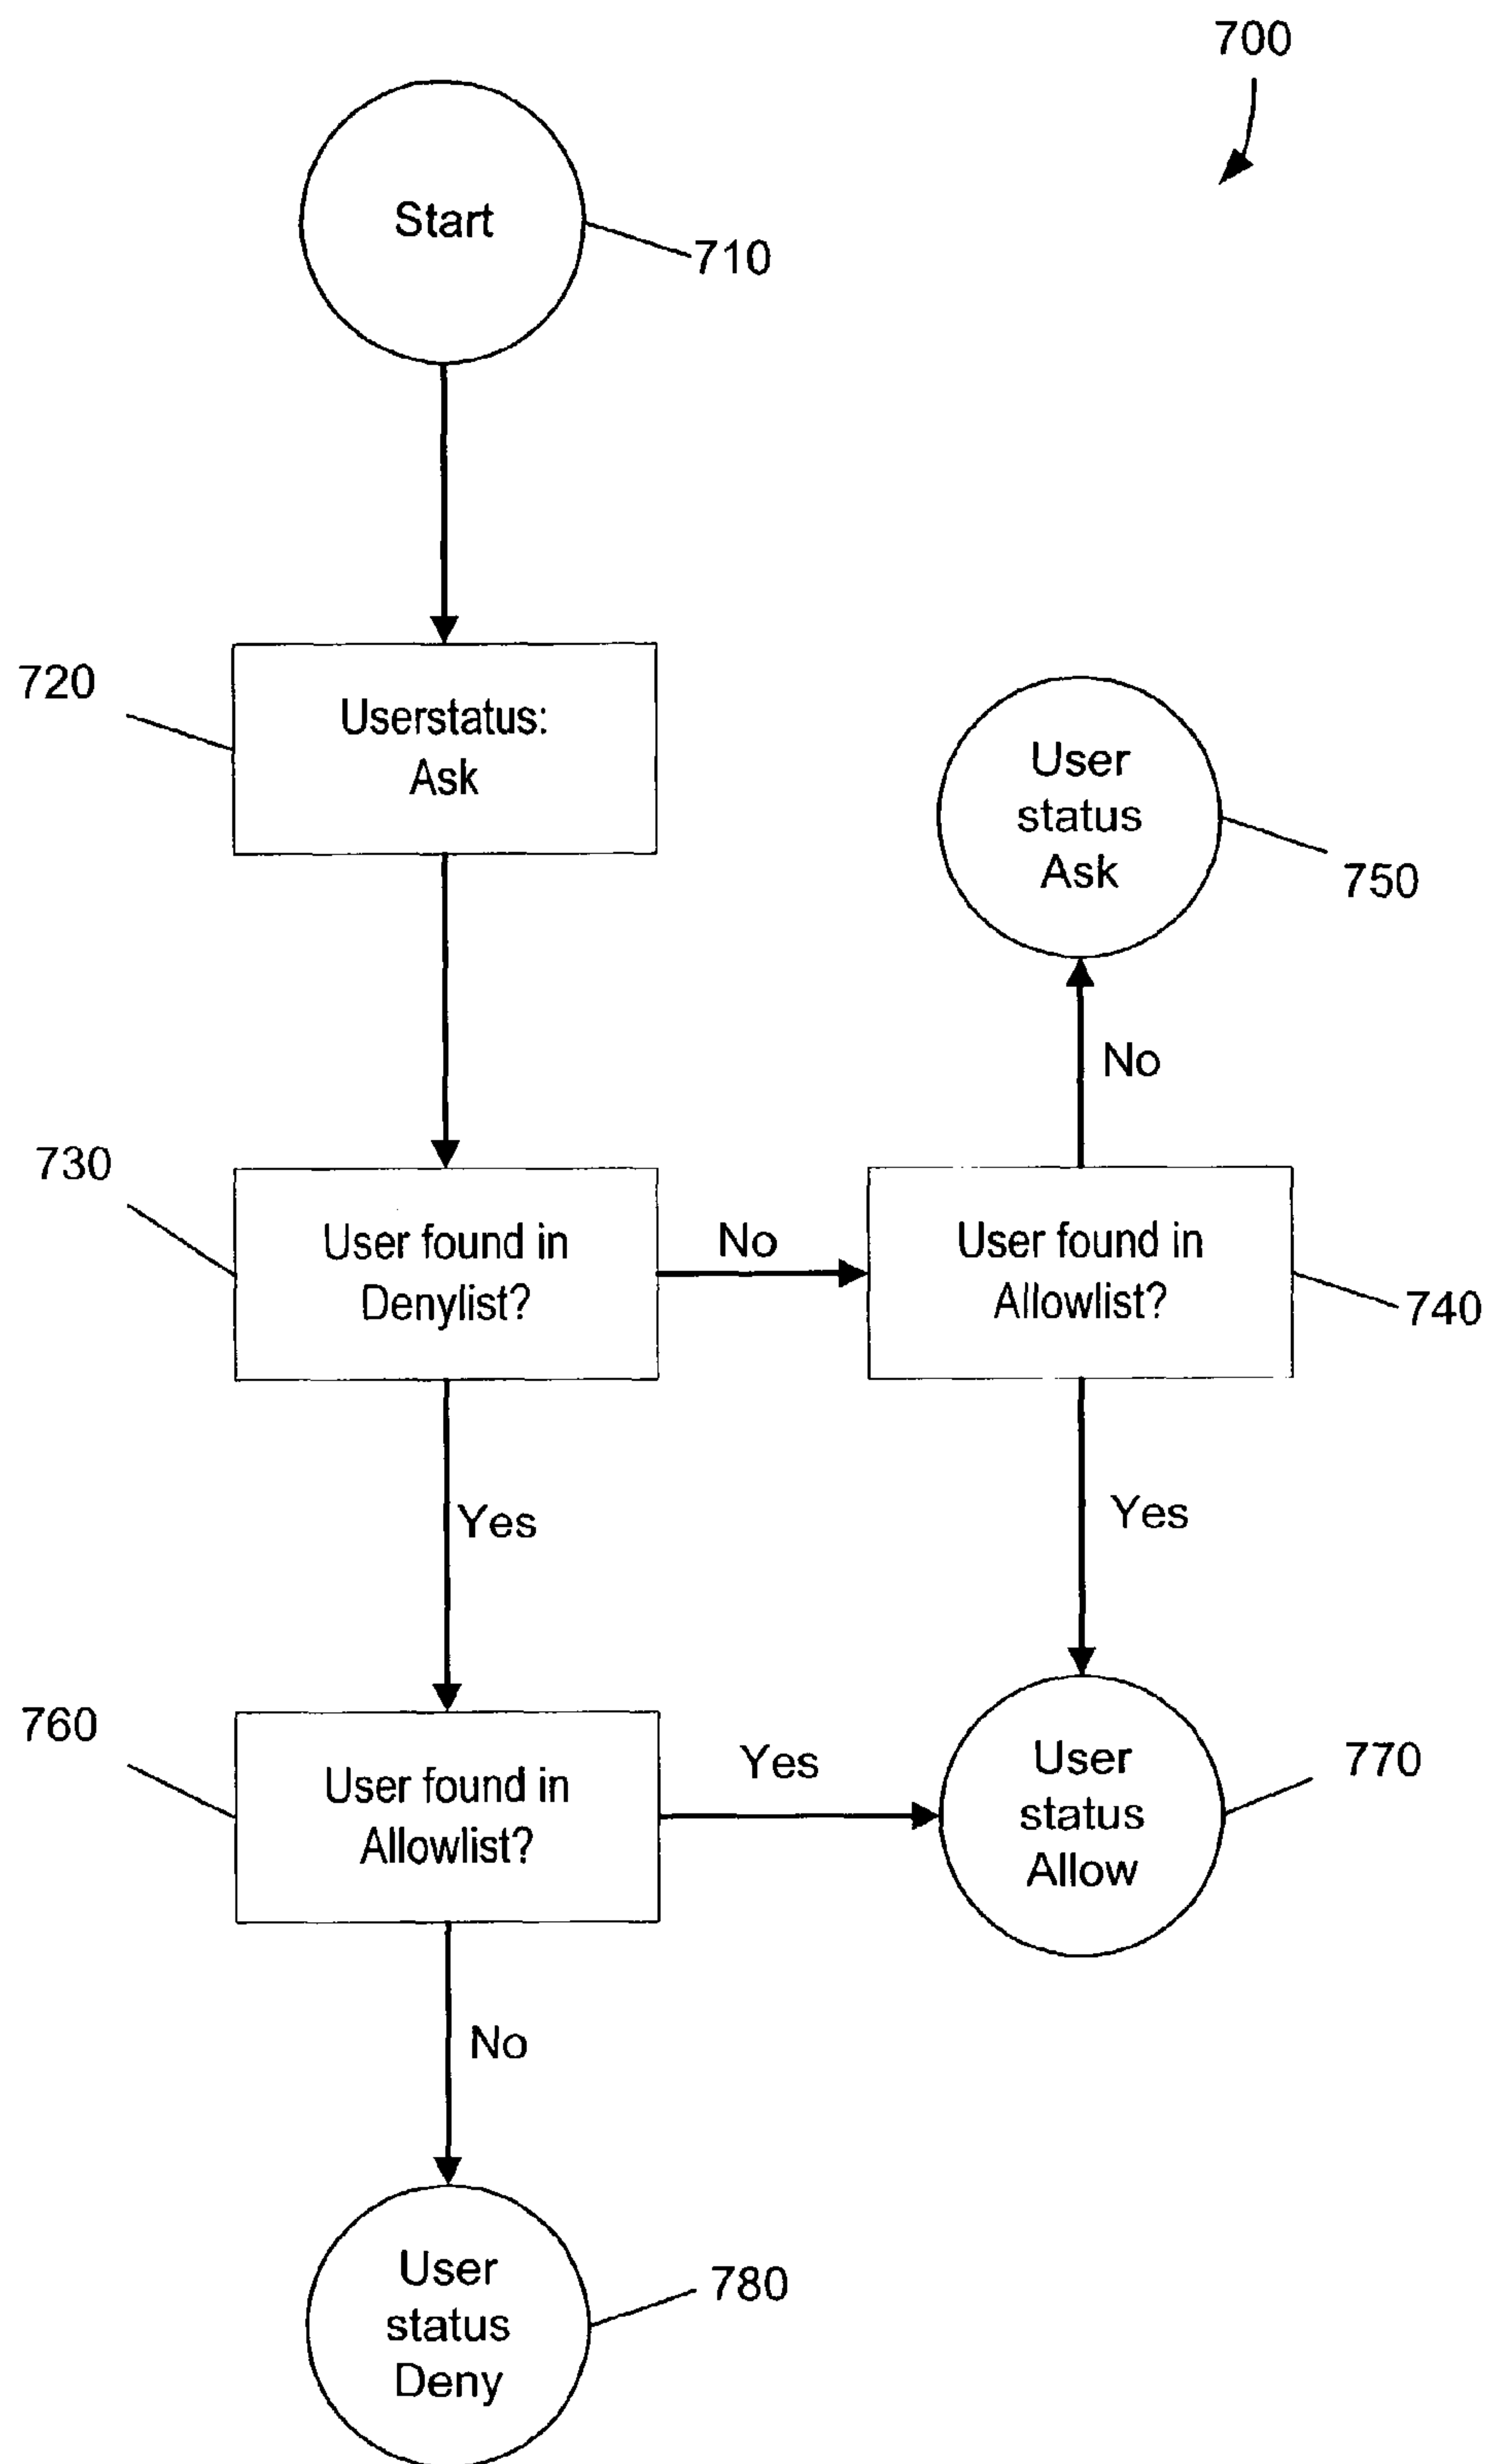 700
Start
710
720
Userstatus:
Ask
User
status
Ask
750
No
730
User found in
Denylist?
No
User found in
Allowlist?
740
Yes
Yes
760
User found in
Allowlist?
Yes
User
status
Allow
770
No
User
status
Deny
780